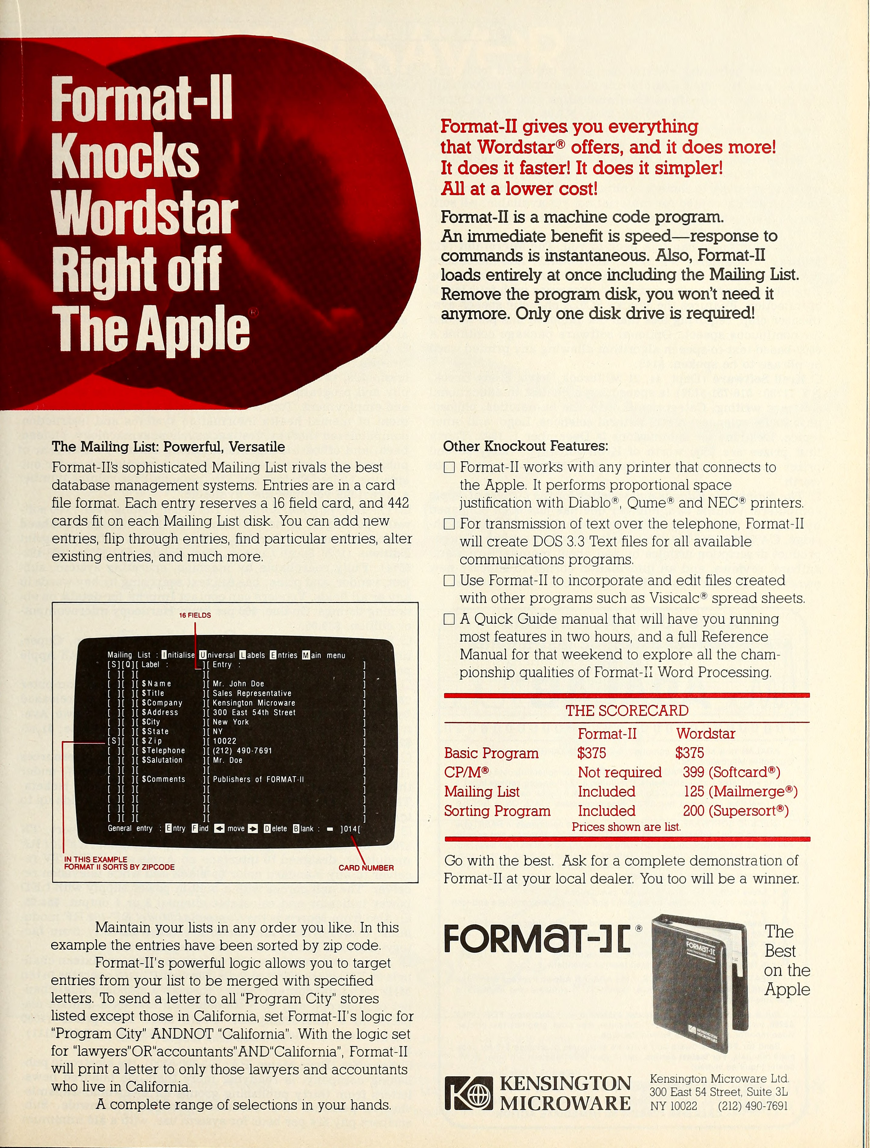 Format-II
Knocks
Wordstar
Right off
The Apple
Format-II gives you everything
that Wordstar® offers, and it does more!
It does it faster! It does it simpler!
All at a lower cost!
Format-II is a machine code program.
An immediate benefit is speed—response to
commands is instantaneous. Also, Format-II
loads entirely at once including the Mailing List.
Remove the program disk, you won't need it
anymore. Only one disk drive is required!
The Mailing List: Powerful, Versatile
Format-II's sophisticated Mailing List rivals the best
database management systems. Entries are in a card
file format. Each entry reserves a 16 field card, and 442
cards fit on each Mailing List disk. You can add new
entries, flip through entries, find particular entries, alter
existing entries, and much more.
16 FIELDS
Mailing List : Initialise Universal Labels Entries Main menu
[S][Q][ Label : ][ Entry : ]
[ ][ ][ ][ ]
[ ][ ][ $Name ][ Mr. John Doe ]
[ ][ ][ $Title ][ Sales Representative ]
[ ][ ][ $Company ][ Kensington Microware ]
[ ][ ][ $Address ][ 300 East 54th Street ]
[ ][ ][ $City ][ New York ]
[ ][ ][ $State ][ NY ]
[S][ ][ $Zip ][ 10022 ]
[ ][ ][ $Telephone ][ (212) 490-7691 ]
[ ][ ][ $Salutation ][ Mr. Doe ]
[ ][ ][ ][ ]
[ ][ ][ $Comments ][ Publishers of FORMAT-II ]
[ ][ ][ ][ ]
[ ][ ][ ][ ]
[ ][ ][ ][ ]
[ ][ ][ ][ ]
General entry : Entry Find ← move → Delete Blank : ]014[
IN THIS EXAMPLE
FORMAT II SORTS BY ZIPCODE
CARD NUMBER
Maintain your lists in any order you like. In this
example the entries have been sorted by zip code.
Format-II's powerful logic allows you to target
entries from your list to be merged with specified
letters. To send a letter to all "Program City" stores
listed except those in California, set Format-II's logic for
"Program City" ANDNOT "California". With the logic set
for "lawyers"OR"accountants"AND"California", Format-II
will print a letter to only those lawyers and accountants
who live in California.
A complete range of selections in your hands.
Other Knockout Features:
☐ Format-II works with any printer that connects to
the Apple. It performs proportional space
justification with Diablo®, Qume® and NEC® printers.
☐ For transmission of text over the telephone, Format-II
will create DOS 3.3 Text files for all available
communications programs.
☐ Use Format-II to incorporate and edit files created
with other programs such as Visicalc® spread sheets.
☐ A Quick Guide manual that will have you running
most features in two hours, and a full Reference
Manual for that weekend to explore all the cham-
pionship qualities of Format-II Word Processing.
THE SCORECARD
Format-II Wordstar
Basic Program $375 $375
CP/M® Not required 399 (Softcard®)
Mailing List Included 125 (Mailmerge®)
Sorting Program Included 200 (Supersort®)
Prices shown are list.
Go with the best. Ask for a complete demonstration of
Format-II at your local dealer. You too will be a winner.
FORMAT-][®
FORMAT-][
KENSINGTON
MICROWARE
The
Best
on the
Apple
KENSINGTON
MICROWARE
Kensington Microware Ltd.
300 East 54 Street, Suite 3L
NY 10022 (212) 490-7691